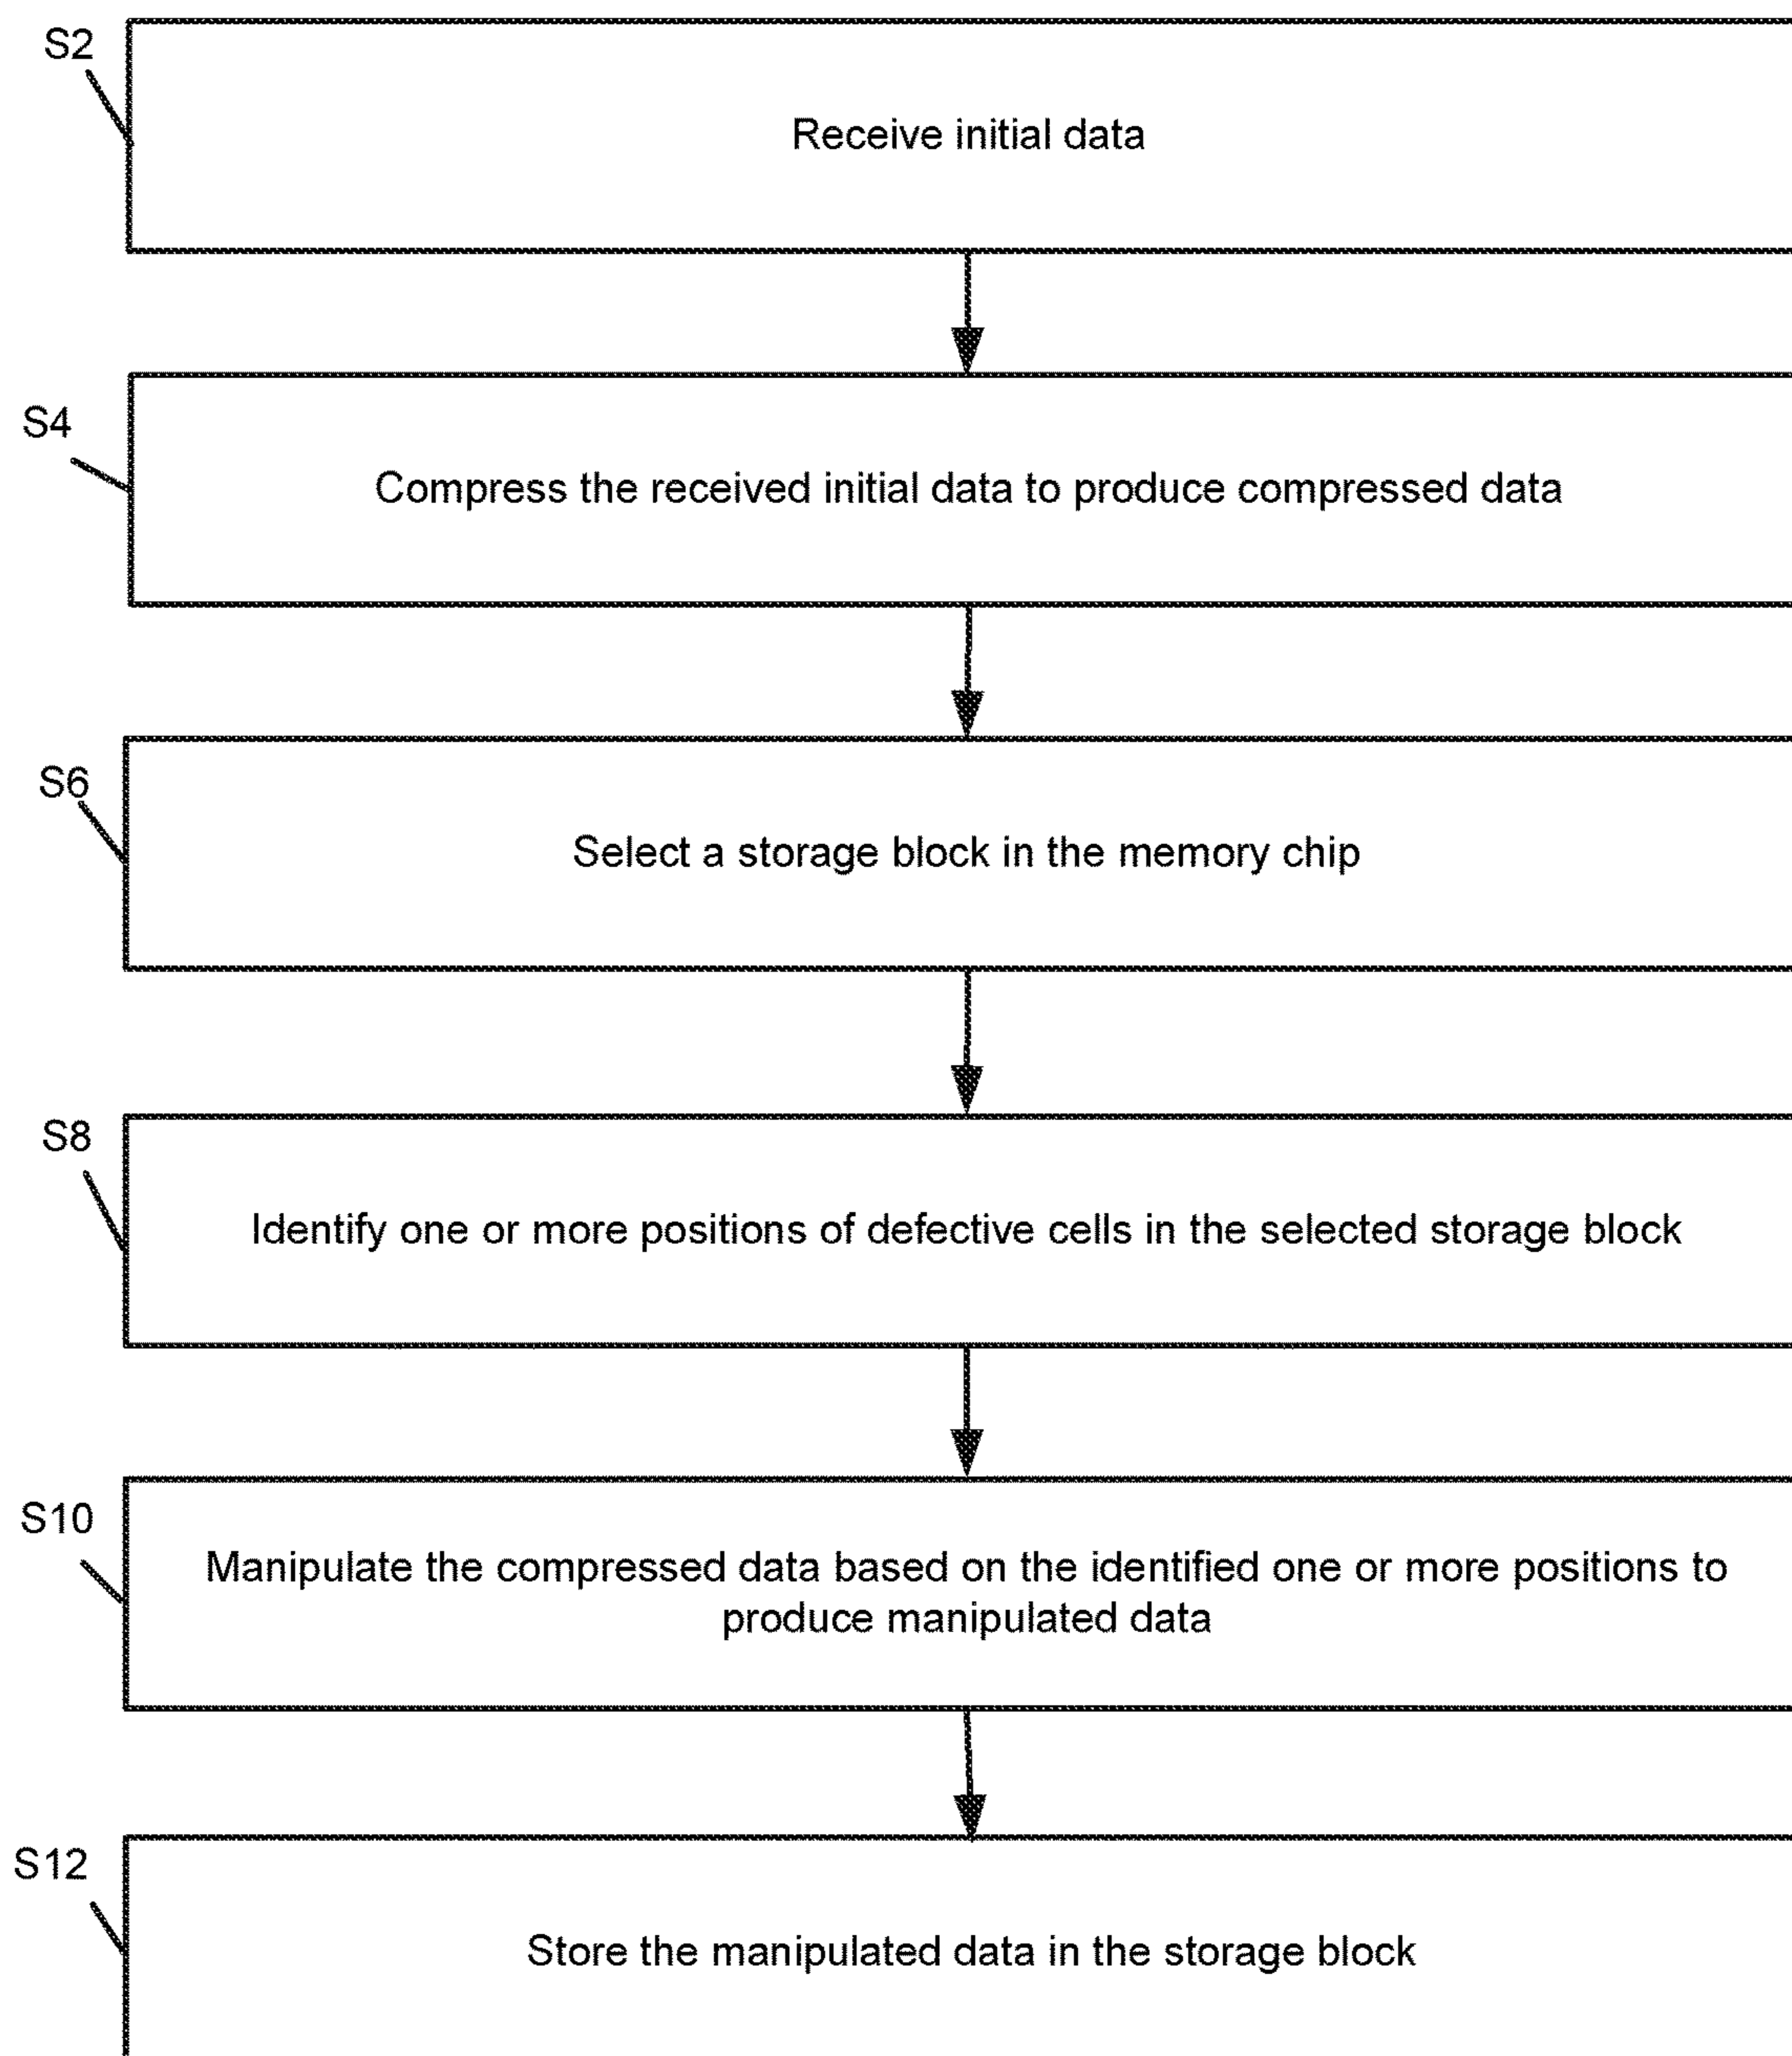 S2
Receive initial data
S4
Compress the received initial data to produce compressed data
S6
Select a storage block in the memory chip
S8
Identify one or more positions of defective cells in the selected storage block
S10
Manipulate the compressed data based on the identified one or more positions to
produce manipulated data
S12
Store the manipulated data in the storage block